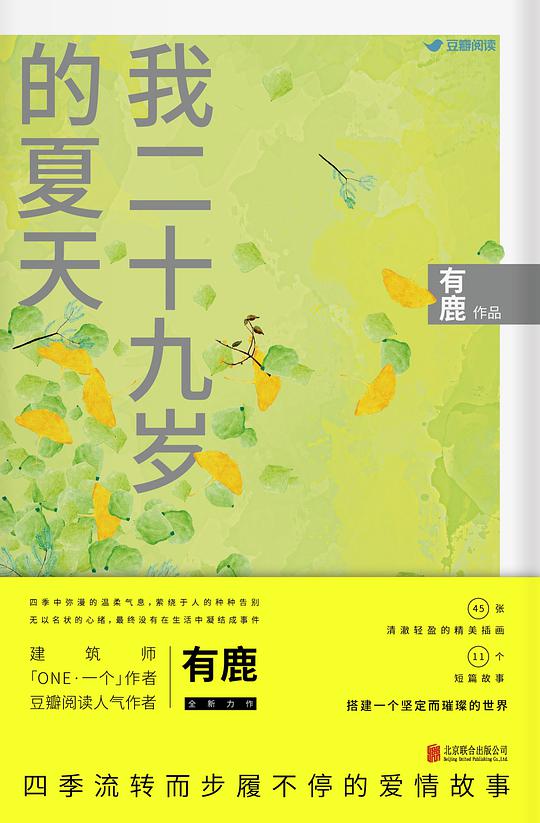 豆瓣阅读
我二十九岁
的夏天
有鹿 作品
四季中弥漫的温柔气息，萦绕于人的种种告别
无以名状的心绪，最终没有在生活中凝结成事件
建筑师
「ONE·一个」作者
豆瓣阅读人气作者
有鹿
全新力作
45 张
清澈轻盈的精美插画
11 个
短篇故事
搭建一个坚定而璀璨的世界
北京联合出版公司
Beijing United Publishing Co.,Ltd.
四季流转而步履不停的爱情故事